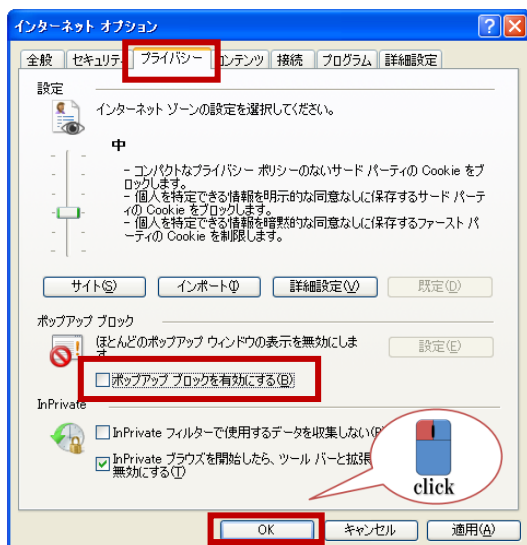 インターネット オプション
全般 セキュリティ プライバシー コンテンツ 接続 プログラム 詳細設定
設定
インターネット ゾーンの設定を選択してください。
中
- コンパクトなプライバシー ポリシーのないサード パーティの Cookie をブ
ロックします。
- 個人を特定できる情報を明示的な同意なしに保存するサード パーテ
ィの Cookie をブロックします。
- 個人を特定できる情報を暗黙的な同意なしに保存するファースト パ
ーティの Cookie を制限します。
サイト(S) インポート(I) 詳細設定(V) 既定(D)
ポップアップ ブロック
ほとんどのポップアップ ウィンドウの表示を無効にしま
す
設定(E)
ポップアップ ブロックを有効にする(B)
InPrivate
InPrivate フィルターで使用するデータを収集しない(P)
InPrivate ブラウズを開始したら、ツール バーと拡張
無効にする(T)
click
OK キャンセル 適用(A)